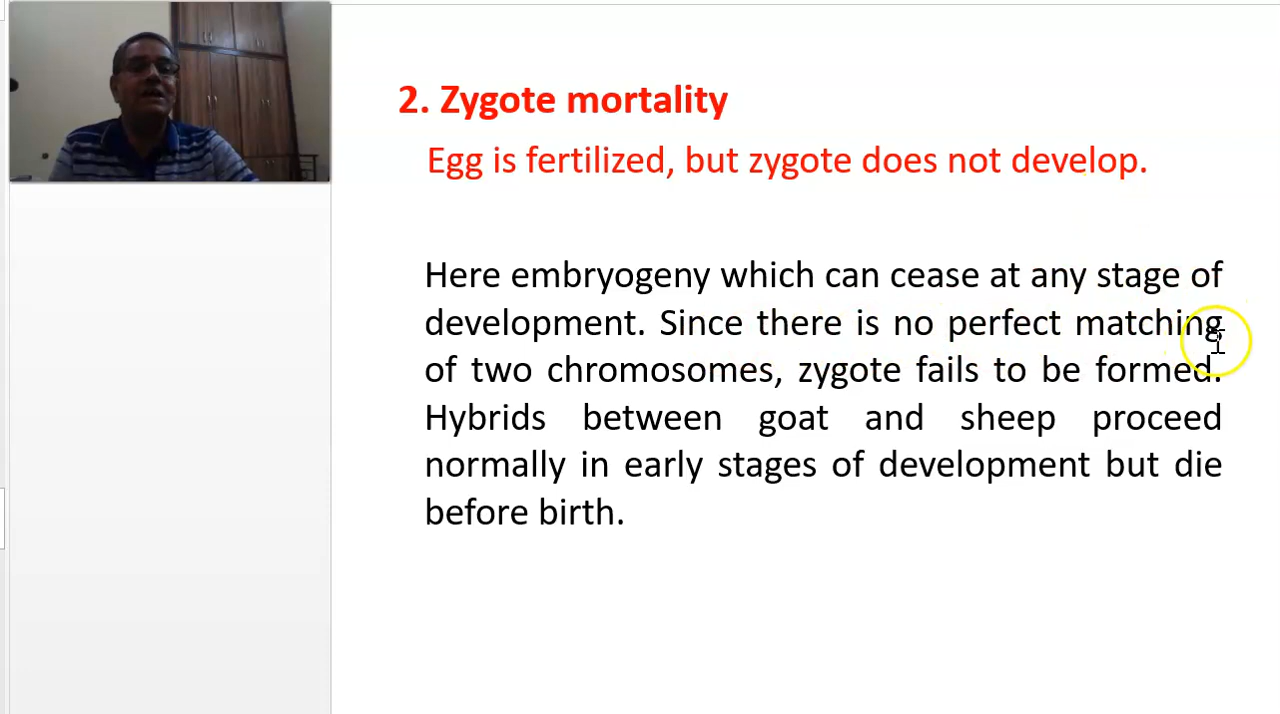 2. Zygote mortality
Egg is fertilized, but zygote does not develop.
Here embryogeny which can cease at any stage of
development. Since there is no perfect matching
of two chromosomes, zygote fails to be formed.
Hybrids between goat and sheep proceed
normally in early stages of development but die
before birth.